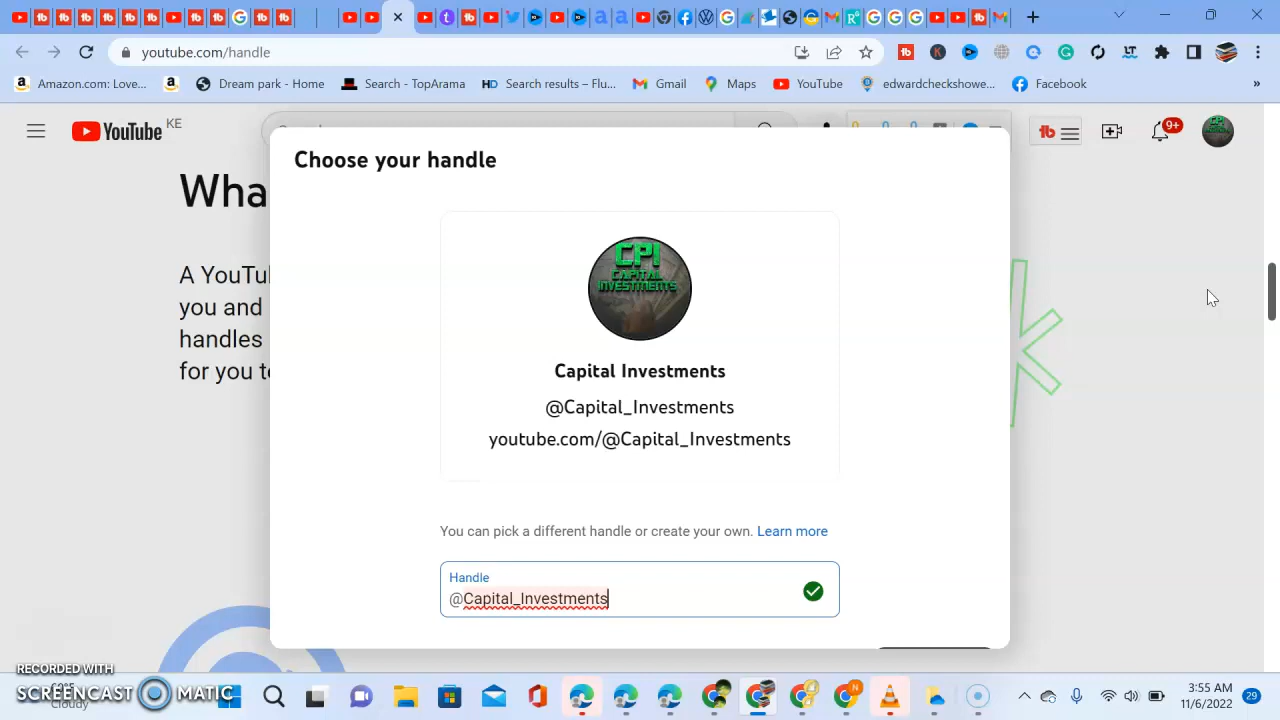 youtube.com/handle
Amazon.com: Love...
Dream park - Home
Search - TopArama
HD Search results – Flu...
Gmail
Maps
YouTube
edwardcheckshowe...
Facebook
»
YouTube KE
9+
Wha
Choose your handle
CPI
CAPITAL
INVESTMENTS
Capital Investments
@Capital_Investments
youtube.com/@Capital_Investments
A YouTu
you and
handles
for you t
You can pick a different handle or create your own. Learn more
Handle
@Capital_Investments
RECORDED WITH
SCREENCAST MATIC
Cloudy
3:55 AM
11/6/2022
29